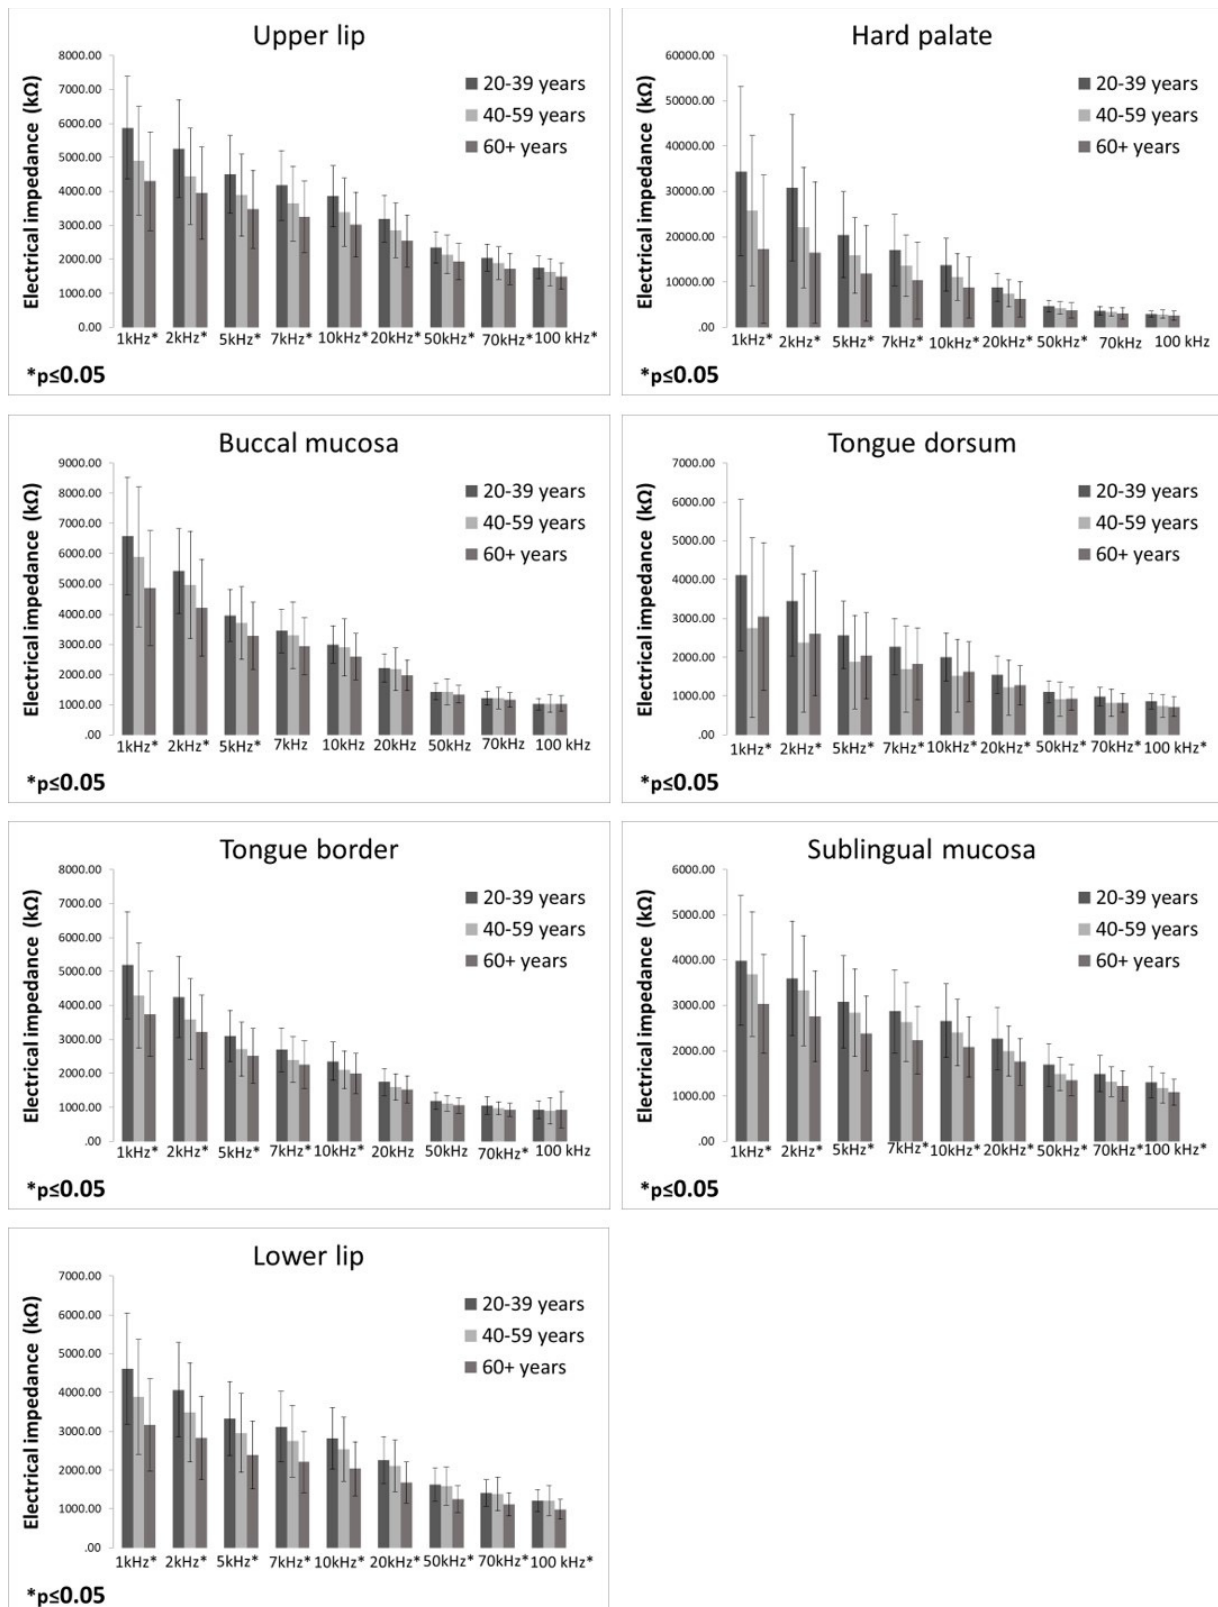 Upper lip
Electrical impedance (kΩ)
8000.00
7000.00
6000.00
5000.00
4000.00
3000.00
2000.00
1000.00
0.00
20-39 years
40-59 years
60+ years
1kHz* 2kHz* 5kHz* 7kHz* 10kHz* 20kHz* 50kHz* 70kHz* 100 kHz*
*p≤0.05
Hard palate
Electrical impedance (kΩ)
60000.00
50000.00
40000.00
30000.00
20000.00
10000.00
.00
20-39 years
40-59 years
60+ years
1kHz* 2kHz* 5kHz* 7kHz* 10kHz* 20kHz* 50kHz* 70kHz 100 kHz
*p≤0.05
Buccal mucosa
Electrical impedance (kΩ)
9000.00
8000.00
7000.00
6000.00
5000.00
4000.00
3000.00
2000.00
1000.00
.00
20-39 years
40-59 years
60+ years
1kHz* 2kHz* 5kHz* 7kHz 10kHz 20kHz 50kHz 70kHz 100 kHz
*p≤0.05
Tongue dorsum
Electrical impedance (kΩ)
7000.00
6000.00
5000.00
4000.00
3000.00
2000.00
1000.00
.00
20-39 years
40-59 years
60+ years
1kHz* 2kHz* 5kHz* 7kHz* 10kHz* 20kHz* 50kHz* 70kHz* 100 kHz*
*p≤0.05
Tongue border
Electrical impedance (kΩ)
8000.00
7000.00
6000.00
5000.00
4000.00
3000.00
2000.00
1000.00
.00
20-39 years
40-59 years
60+ years
1kHz* 2kHz* 5kHz* 7kHz* 10kHz* 20kHz 50kHz 70kHz* 100 kHz
*p≤0.05
Sublingual mucosa
Electrical impedance (kΩ)
6000.00
5000.00
4000.00
3000.00
2000.00
1000.00
.00
20-39 years
40-59 years
60+ years
1kHz* 2kHz* 5kHz* 7kHz* 10kHz* 20kHz* 50kHz* 70kHz* 100 kHz*
*p≤0.05
Lower lip
Electrical impedance (kΩ)
7000.00
6000.00
5000.00
4000.00
3000.00
2000.00
1000.00
.00
20-39 years
40-59 years
60+ years
1kHz* 2kHz* 5kHz* 7kHz* 10kHz* 20kHz* 50kHz* 70kHz* 100 kHz*
*p≤0.05